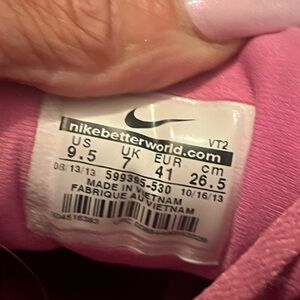 nikebetterworld.com
VT2
US UK EUR cm
9.5 7 41 26.5
08/13/13 599395-530 10/16/13
MADE IN VIETNAM
FABRIQUE AU VIETNAM